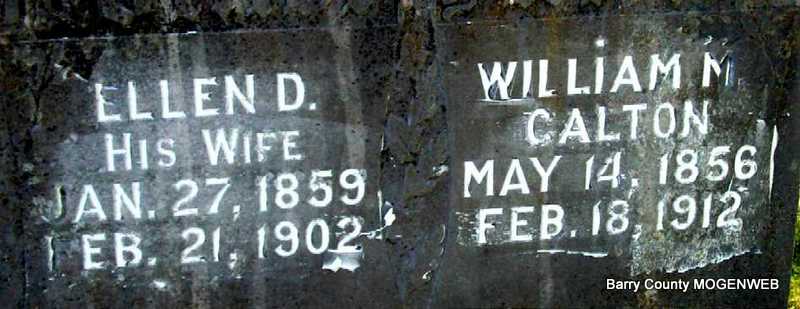 ELLEN D.
HIS WIFE
JAN. 27, 1859
FEB. 21, 1902
WILLIAM M.
CALTON
MAY 14, 1856
FEB. 18, 1912
Barry County MOGENWEB